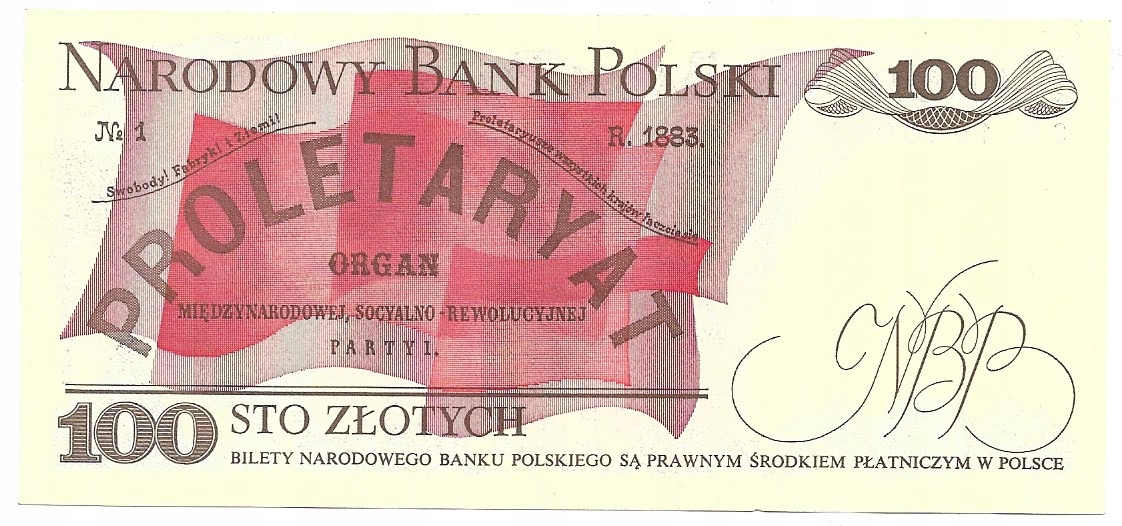 NARODOWY BANK POLSKI
100
№ 1
R. 1883.
Swobody! Fabryki i Ziemi!
Proletaryusze wszystkich krajów łączcie się
PROLETARYAT
ORGAN
MIĘDZYNARODOWEJ, SOCYALNO-REWOLUCYJNEJ
PARTYI.
NBP
100
STO ZŁOTYCH
BILETY NARODOWEGO BANKU POLSKIEGO SĄ PRAWNYM ŚRODKIEM PŁATNICZYM W POLSCE